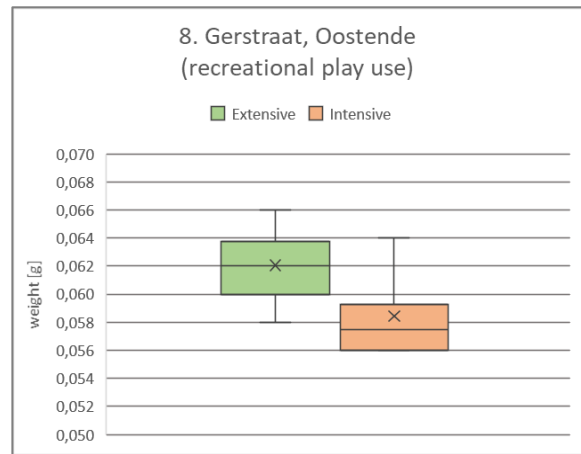 8. Gerstraat, Oostende
(recreational play use)
Extensive Intensive
0,070
0,068
0,066
0,064
0,062
0,060
0,058
0,056
0,054
0,052
0,050
weight [g]